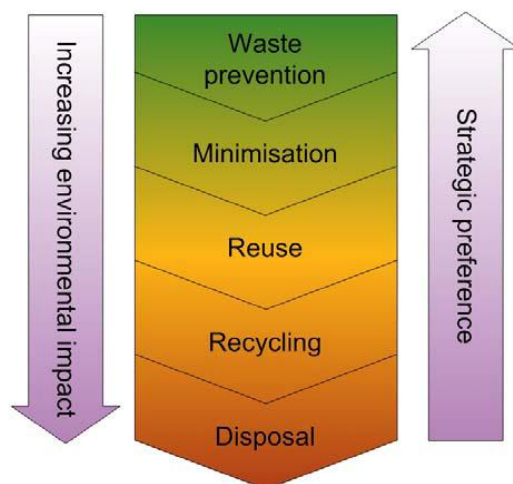 Increasing environmental impact
Waste
prevention
Minimisation
Reuse
Recycling
Disposal
Strategic preference